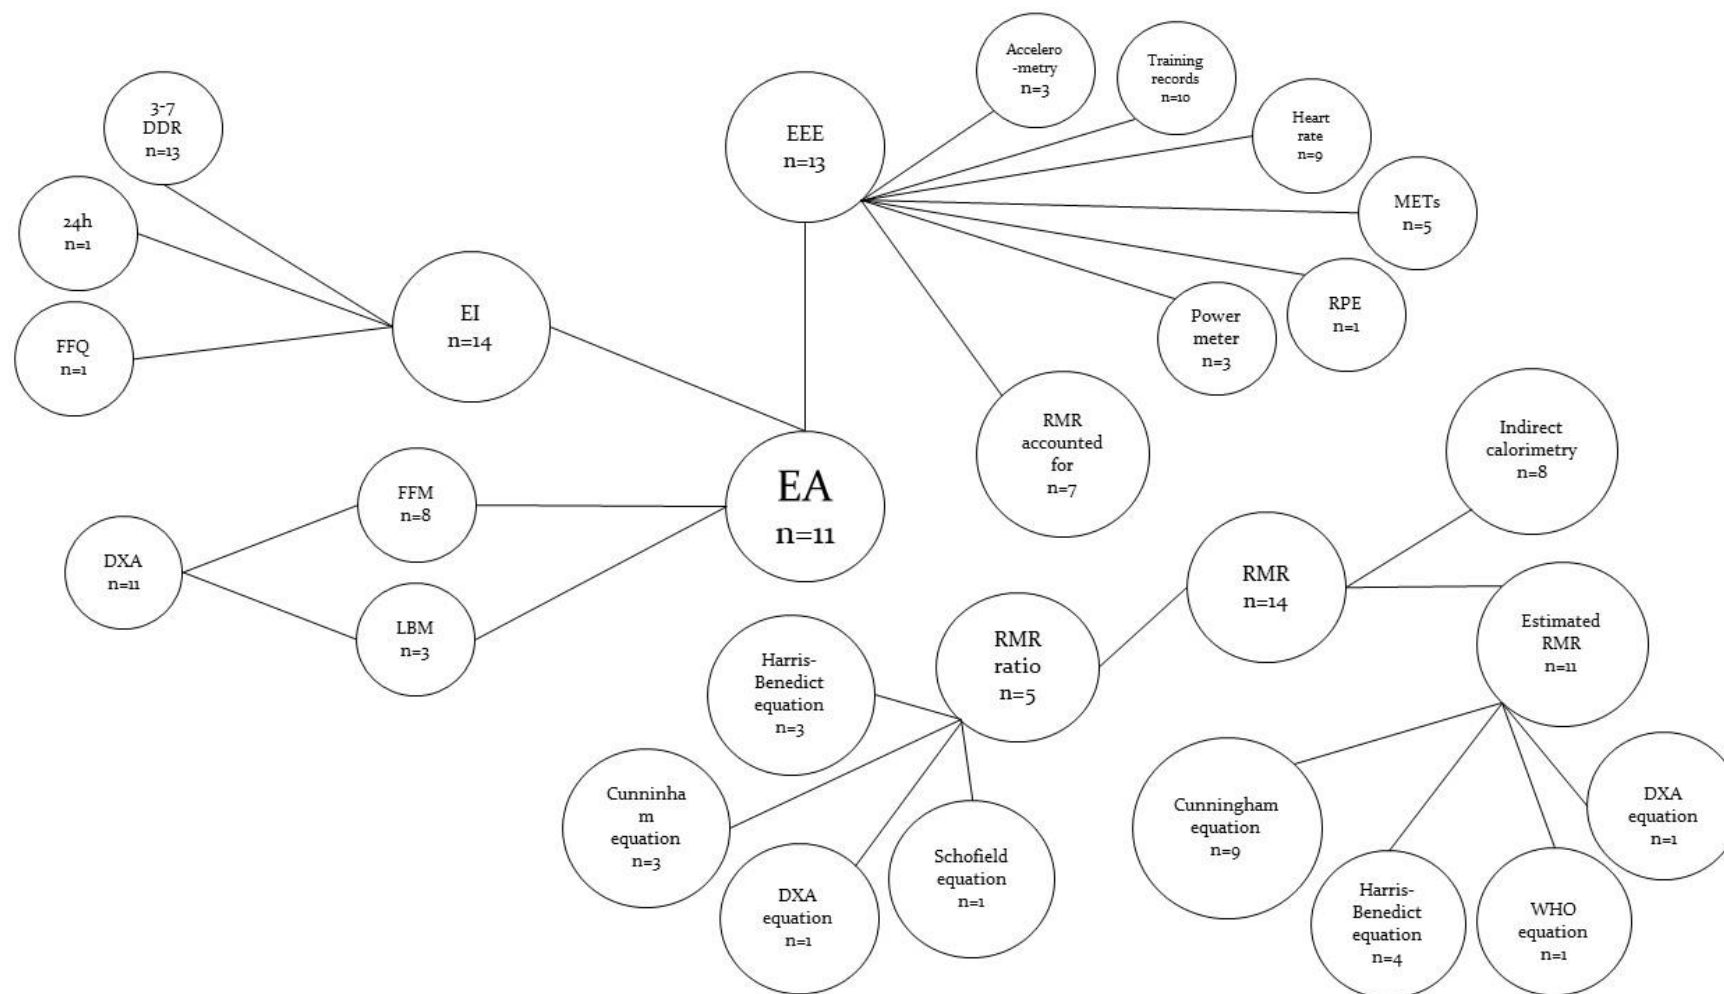 3-7
DDR
n=13
24h
n=1
FFQ
n=1
EI
n=14
EEE
n=13
Accelero
-metry
n=3
Training
records
n=10
Heart
rate
n=9
METs
n=5
RPE
n=1
Power
meter
n=3
RMR
accounted
for
n=7
EA
n=11
FFM
n=8
LBM
n=3
DXA
n=11
Indirect
calorimetry
n=8
RMR
n=14
Estimated
RMR
n=11
RMR
ratio
n=5
Harris-
Benedict
equation
n=3
Cunninha
m
equation
n=3
DXA
equation
n=1
Schofield
equation
n=1
Cunningham
equation
n=9
Harris-
Benedict
equation
n=4
WHO
equation
n=1
DXA
equation
n=1